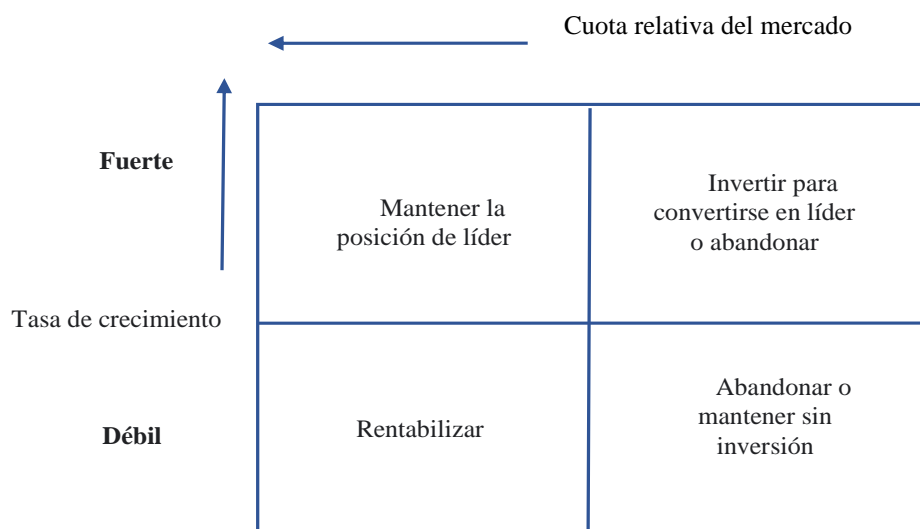 Cuota relativa del mercado
Fuerte
Mantener la
posición de líder
Invertir para
convertirse en líder
o abandonar
Tasa de crecimiento
Débil
Rentabilizar
Abandonar o
mantener sin
inversión